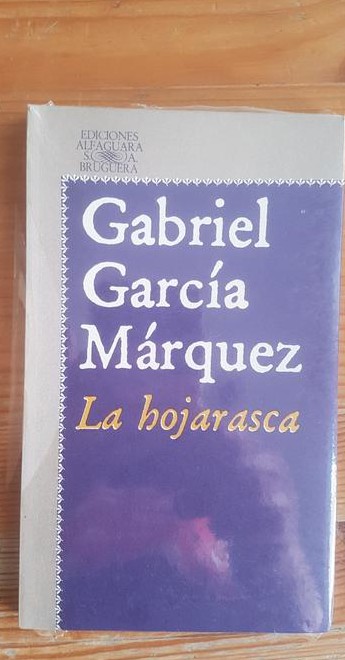 EDICIONES
ALFAGUARA
S. A.
BRUGUERA
Gabriel
García
Márquez
La hojarasca